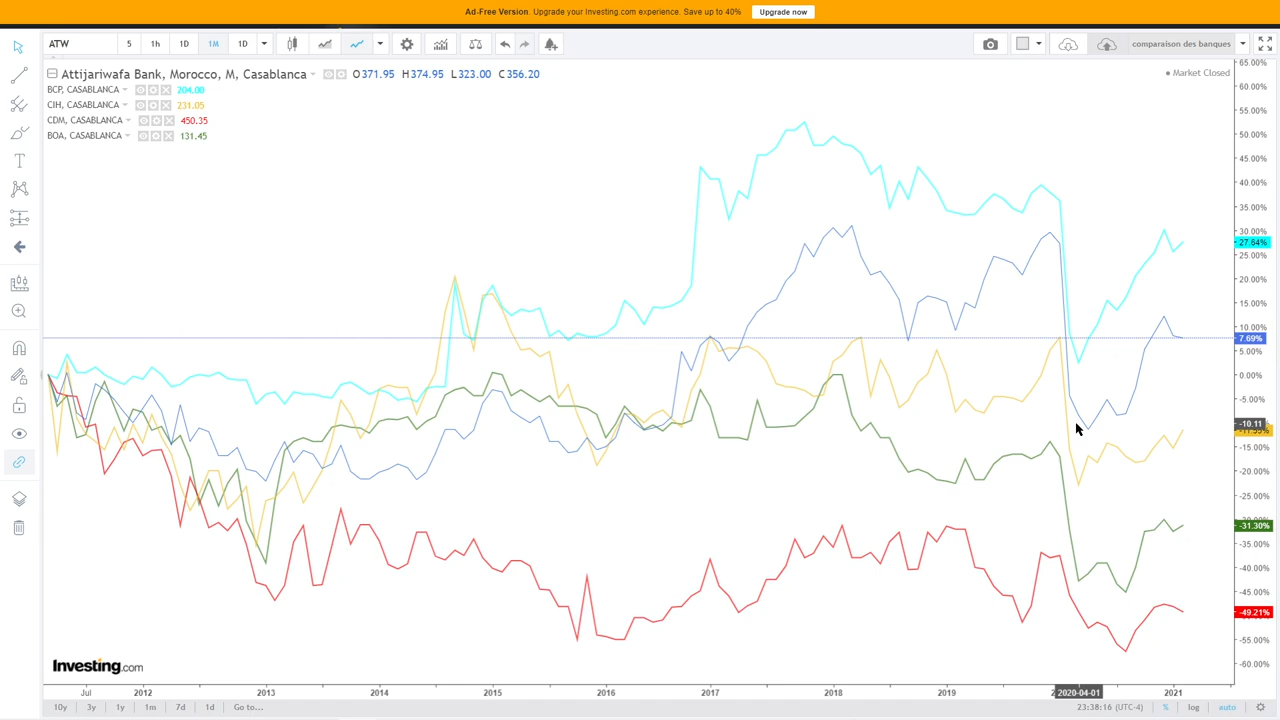 Ad-Free Version. Upgrade your Investing.com experience. Save up to 40% Upgrade now
ATW 5 1h 1D 1M 1D comparaison des banques
Attijariwafa Bank, Morocco, M, Casablanca O371.95 H374.95 L323.00 C356.20
Market Closed
BCP, CASABLANCA 204.00
CIH, CASABLANCA 231.05
CDM, CASABLANCA 450.35
BOA, CASABLANCA 131.45
65.00%
60.00%
55.00%
50.00%
45.00%
40.00%
35.00%
30.00%
27.64%
25.00%
20.00%
15.00%
10.00%
7.69%
5.00%
0.00%
-5.00%
-10.11
-15.00%
-20.00%
-25.00%
-31.30%
-35.00%
-40.00%
-45.00%
-49.21%
-55.00%
-60.00%
Investing.com
Jul 2012 2013 2014 2015 2016 2017 2018 2019 2020-04-01 2021
10y 3y 1y 1m 7d 1d Go to... 23:38:16 (UTC-4) % log auto